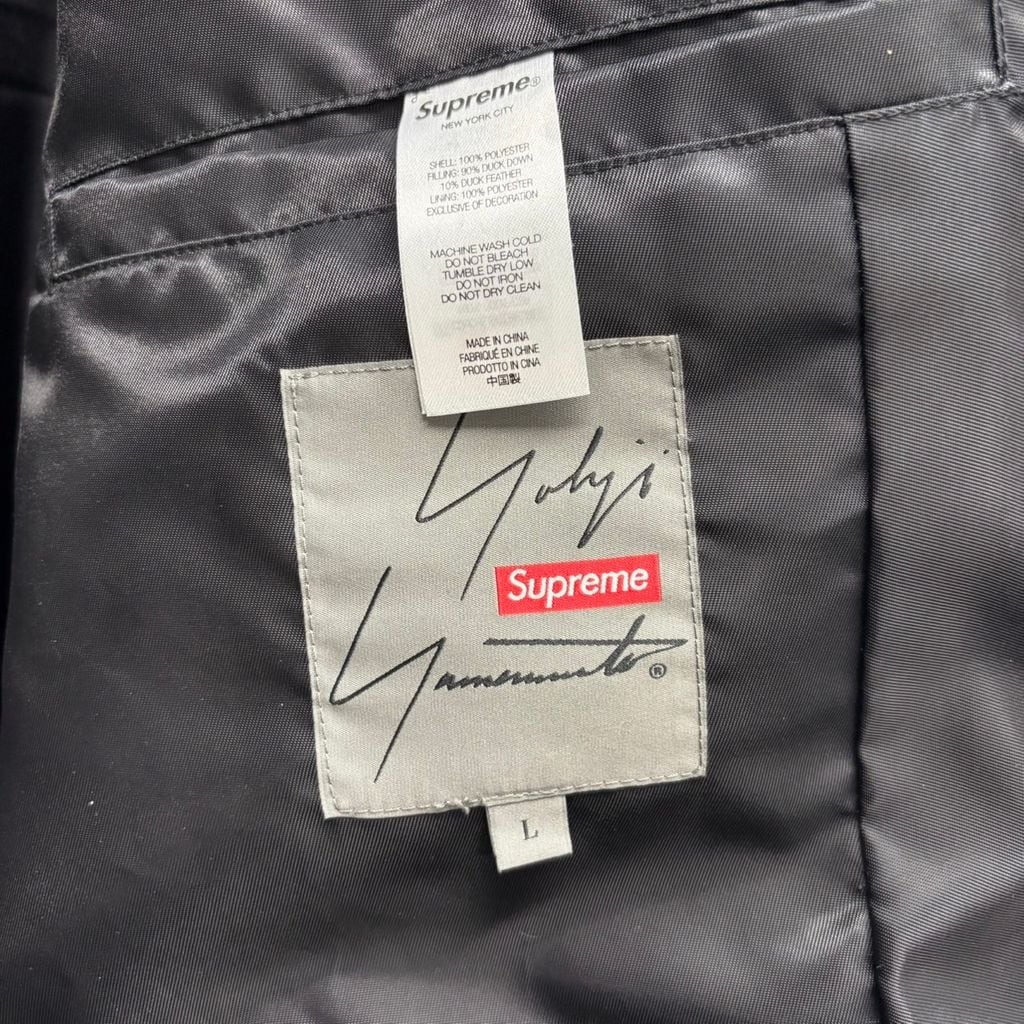 Supreme®
NEW YORK CITY
SHELL: 100% POLYESTER
FILLING: 90% DUCK DOWN
10% DUCK FEATHER
LINING: 100% POLYESTER
EXCLUSIVE OF DECORATION
MACHINE WASH COLD
DO NOT BLEACH
TUMBLE DRY LOW
DO NOT IRON
DO NOT DRY CLEAN
MADE IN CHINA
FABRIQUÉ EN CHINE
PRODOTTO IN CINA
中国製
Yohji
Supreme
Yamamoto®
L